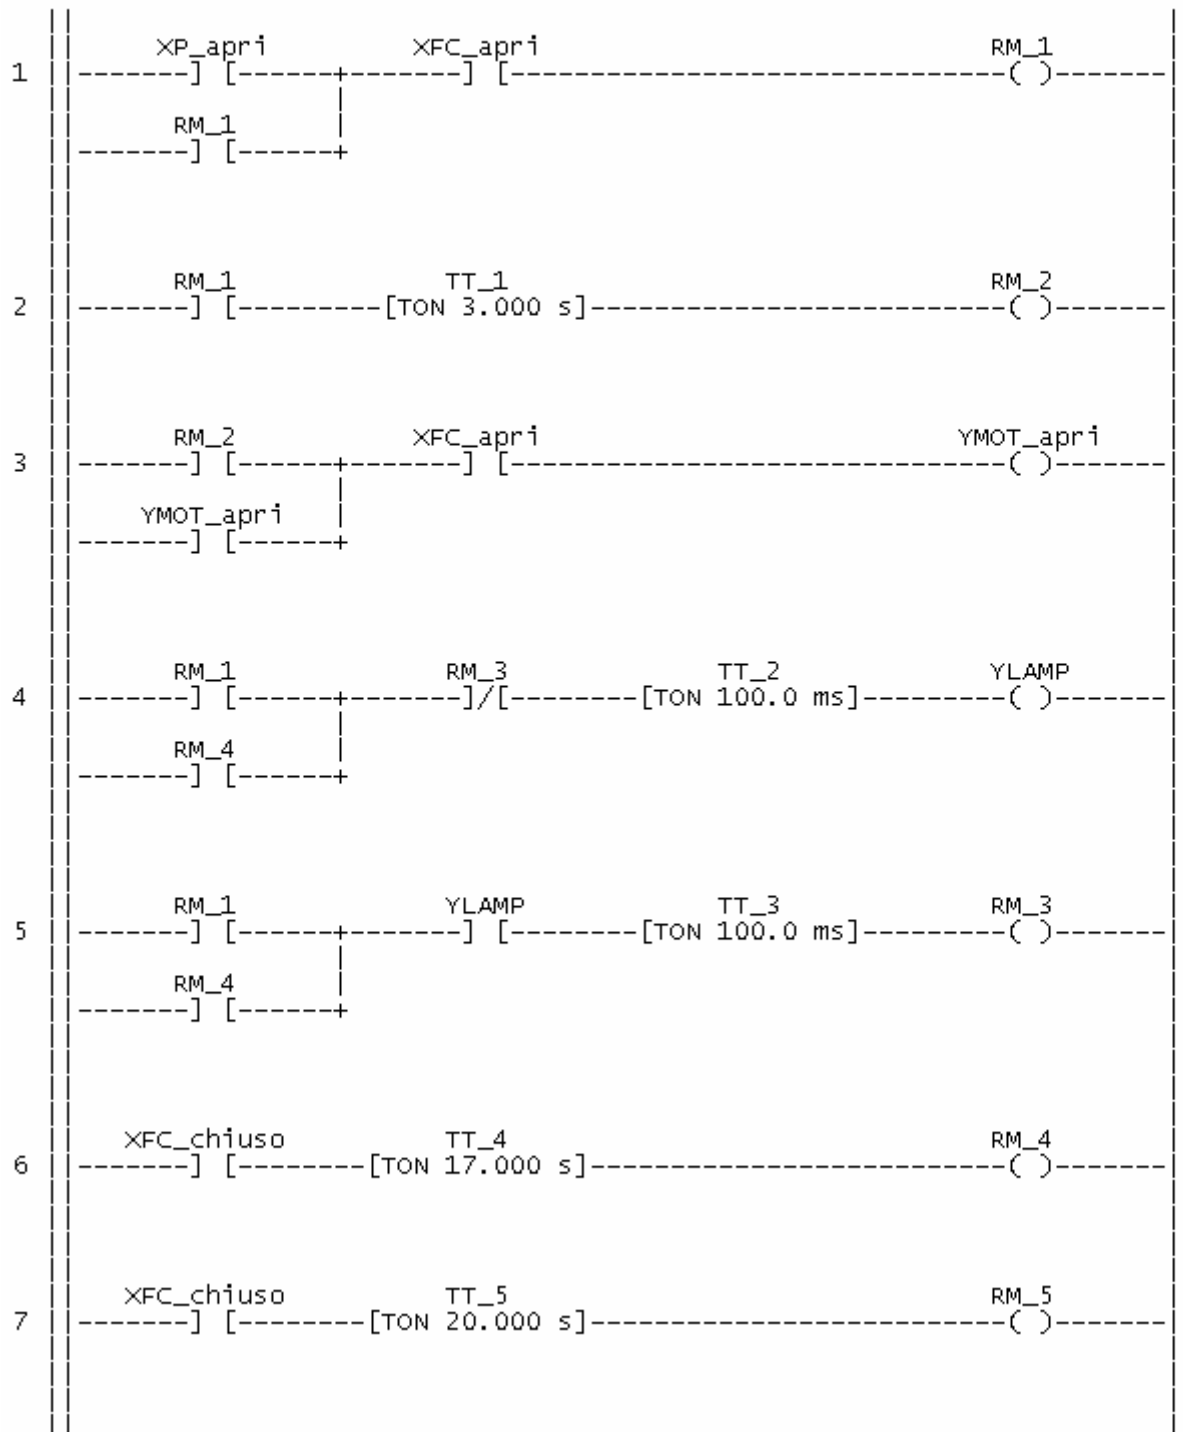 XP_apri XFC_apri RM_1
1 ||-------] [------+-------] [------------------------------( )-------|
RM_1
||-------] [------+
RM_1 TT_1 RM_2
2 ||-------] [---------[TON 3.000 s]-------------------------( )-------|
RM_2 XFC_apri YMOT_apri
3 ||-------] [------+-------] [------------------------------( )-------|
YMOT_apri
||-------] [------+
RM_1 RM_3 TT_2 YLAMP
4 ||-------] [------+-------]/[--------[TON 100.0 ms]---------( )-------|
RM_4
||-------] [------+
RM_1 YLAMP TT_3 RM_3
5 ||-------] [------+-------] [--------[TON 100.0 ms]---------( )-------|
RM_4
||-------] [------+
XFC_chiuso TT_4 RM_4
6 ||-------] [--------[TON 17.000 s]-------------------------( )-------|
XFC_chiuso TT_5 RM_5
7 ||-------] [--------[TON 20.000 s]-------------------------( )-------|